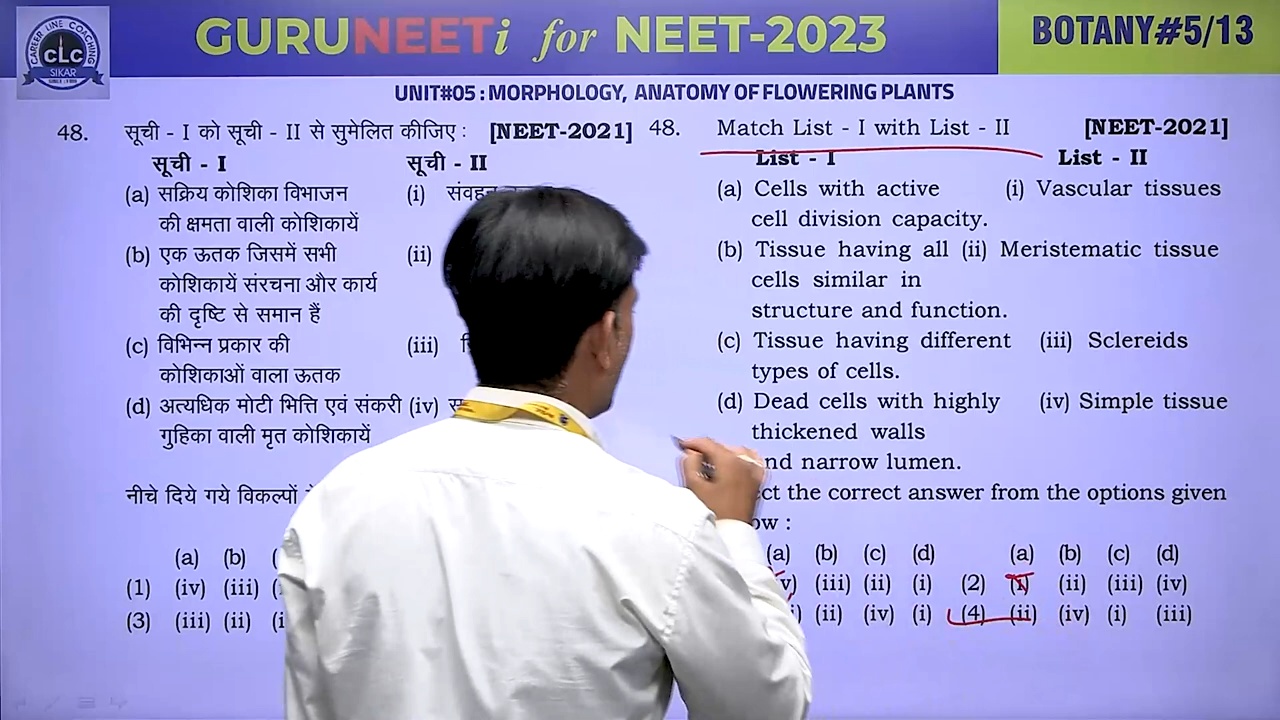 CAREER LINE COACHING
CLC
SIKAR
GURUNEETi for NEET-2023
BOTANY#5/13
UNIT#05 : MORPHOLOGY, ANATOMY OF FLOWERING PLANTS
48. सूची - I को सूची - II से सुमेलित कीजिए : [NEET-2021]
सूची - I सूची - II
(a) सक्रिय कोशिका विभाजन (i)
की क्षमता वाली कोशिकायें
(b) एक ऊतक जिसमें सभी (ii)
कोशिकायें संरचना और कार्य
की दृष्टि से समान हैं
(c) विभिन्न प्रकार की (iii)
कोशिकाओं वाला ऊतक
(d) अत्यधिक मोटी भित्ति एवं संकरी (iv)
गुहिका वाली मृत कोशिकायें
नीचे दिये गये विकल्पों
(a) (b)
(1) (iv) (iii)
(3) (iii) (ii)
48. Match List - I with List - II [NEET-2021]
List - I List - II
(a) Cells with active (i) Vascular tissues
cell division capacity.
(b) Tissue having all (ii) Meristematic tissue
cells similar in
structure and function.
(c) Tissue having different (iii) Sclereids
types of cells.
(d) Dead cells with highly (iv) Simple tissue
thickened walls
and narrow lumen.
the correct answer from the options given
(a) (b) (c) (d) (a) (b) (c) (d)
(iii) (ii) (i) (2) (i) (ii) (iii) (iv)
(ii) (iv) (i) (4) (ii) (iv) (i) (iii)